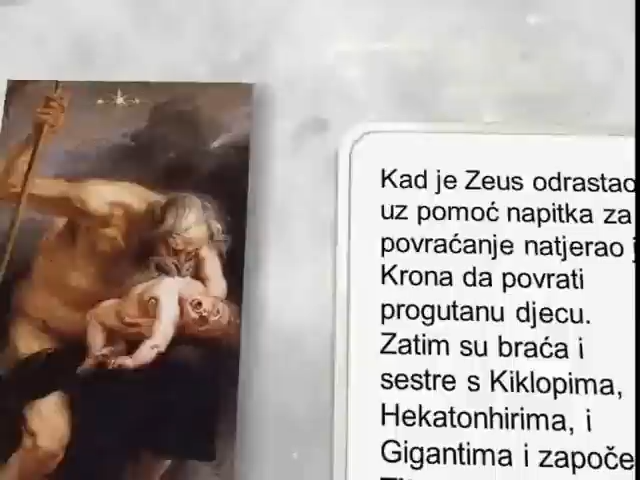 Kad je Zeus odrastao
uz pomoć napitka za
povraćanje natjerao
Krona da povrati
progutanu djecu.
Zatim su braća i
sestre s Kiklopima,
Hekatonhirima, i
Gigantima i započe